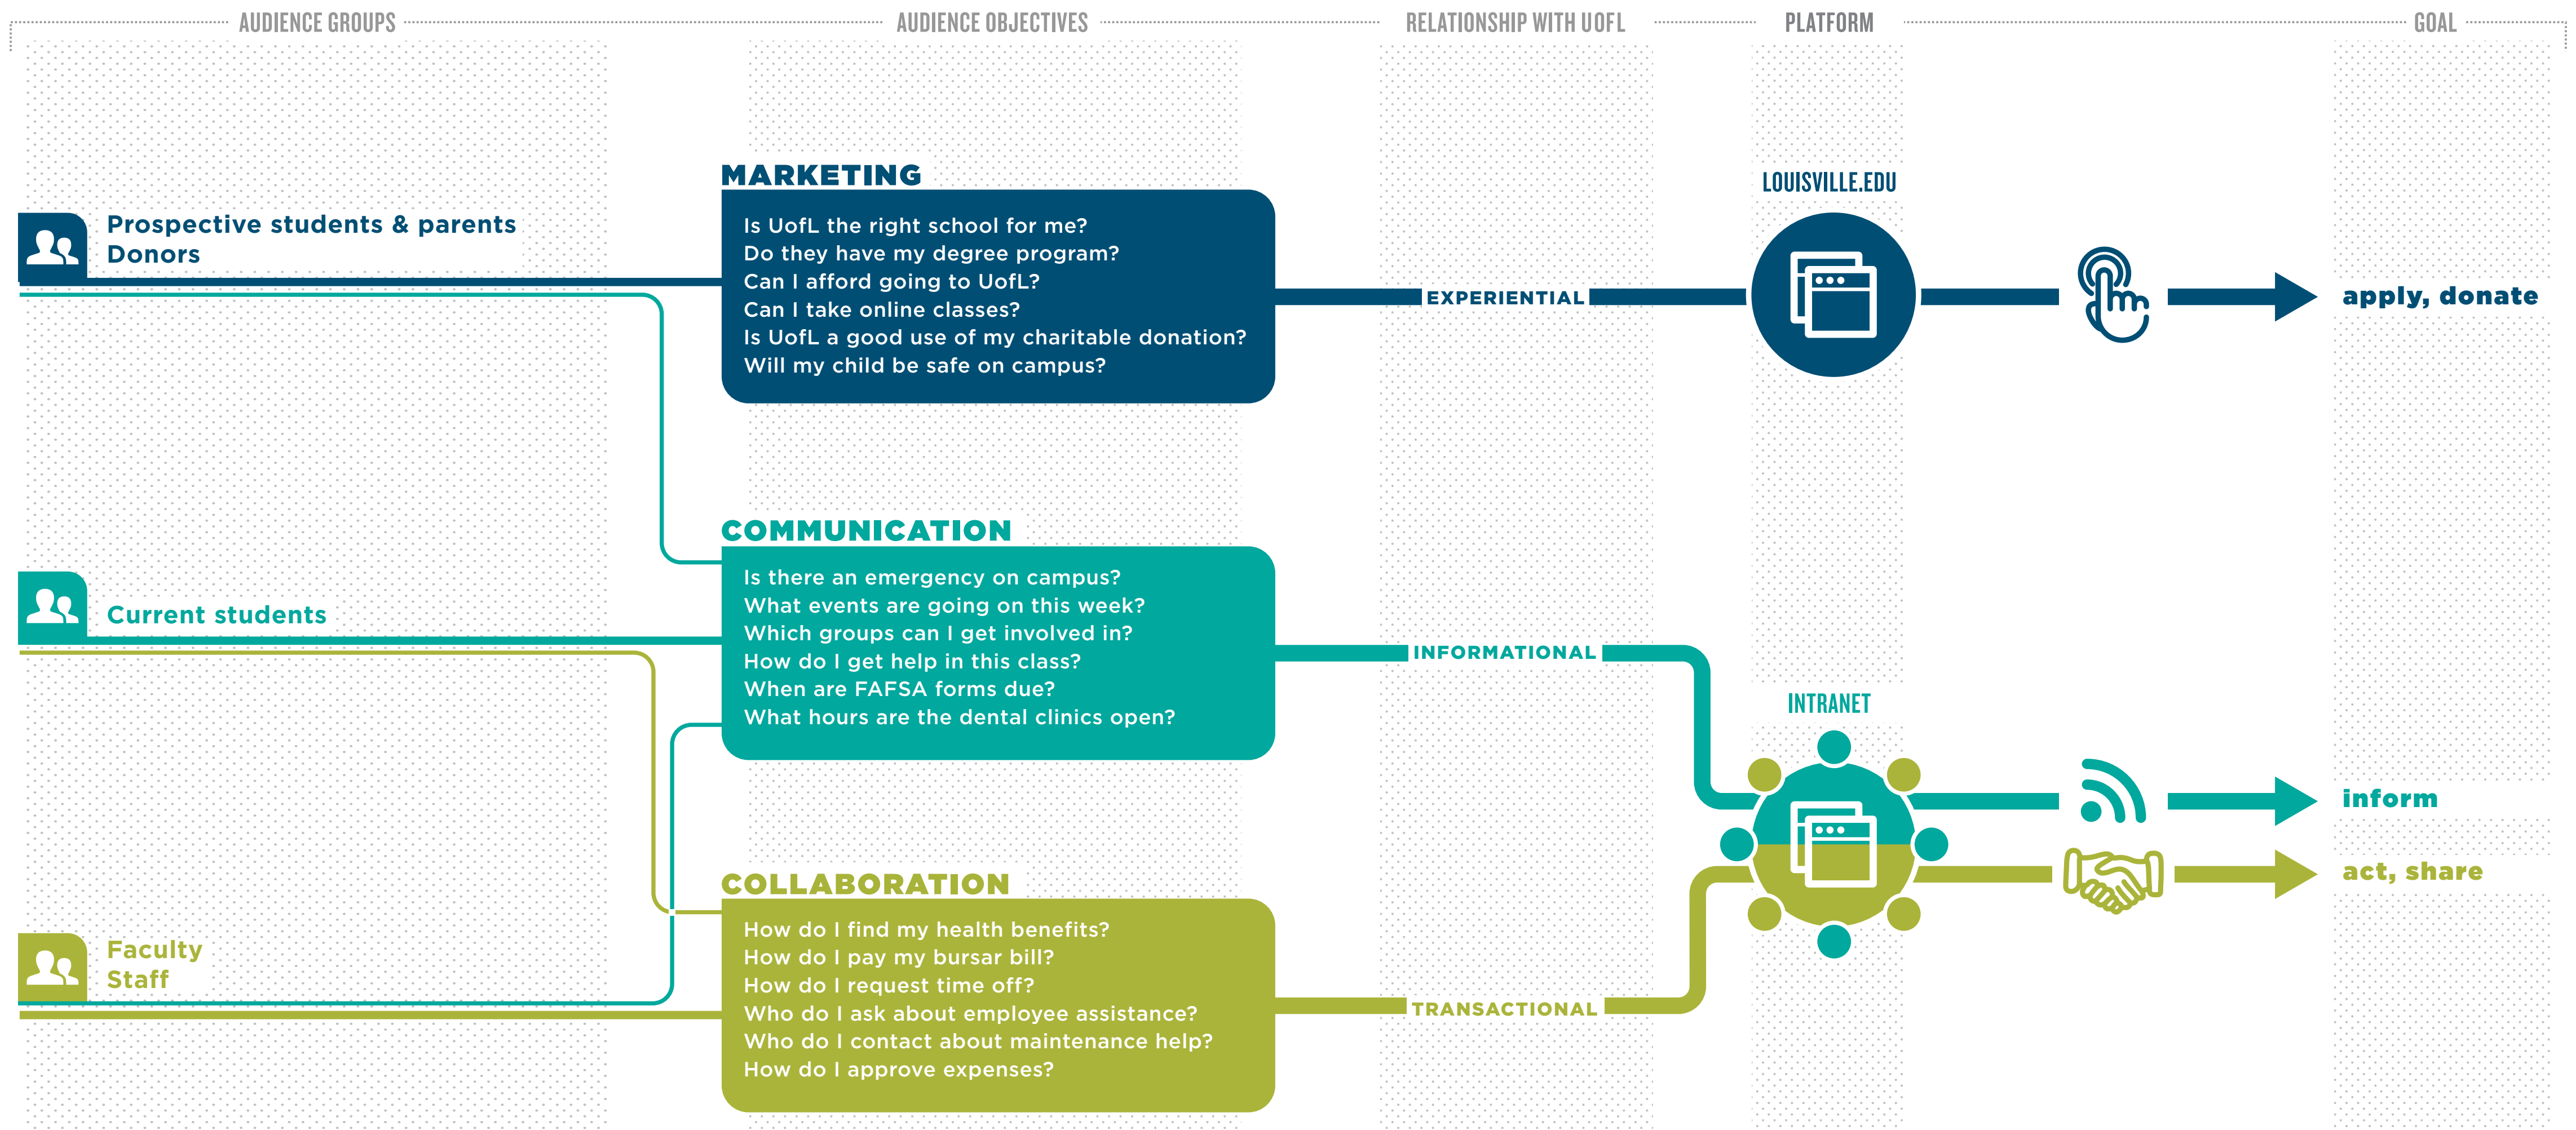 AUDIENCE GROUPS
AUDIENCE OBJECTIVES
RELATIONSHIP WITH UOFL
PLATFORM
GOAL
Prospective students & parents
Donors
MARKETING
Is UofL the right school for me?
Do they have my degree program?
Can I afford going to UofL?
Can I take online classes?
Is UofL a good use of my charitable donation?
Will my child be safe on campus?
EXPERIENTIAL
LOUISVILLE.EDU
apply, donate
Current students
COMMUNICATION
Is there an emergency on campus?
What events are going on this week?
Which groups can I get involved in?
How do I get help in this class?
When are FAFSA forms due?
What hours are the dental clinics open?
INFORMATIONAL
INTRANET
inform
act, share
Faculty
Staff
COLLABORATION
How do I find my health benefits?
How do I pay my bursar bill?
How do I request time off?
Who do I ask about employee assistance?
Who do I contact about maintenance help?
How do I approve expenses?
TRANSACTIONAL